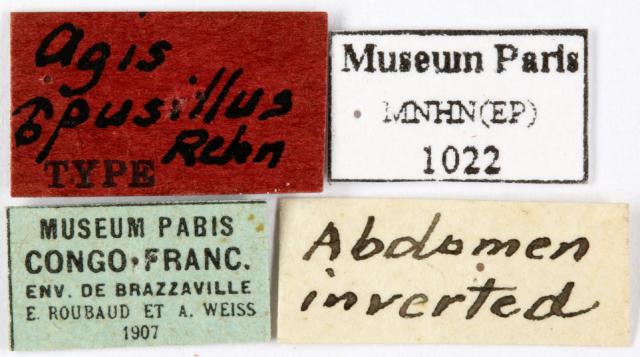 Agis
♂ pusillus
Rehn
TYPE
Museum Paris
MNHN(EP)
1022
MUSEUM PARIS
CONGO FRANC.
ENV. DE BRAZZAVILLE
E. ROUBAUD ET A. WEISS
1907
Abdomen
inverted